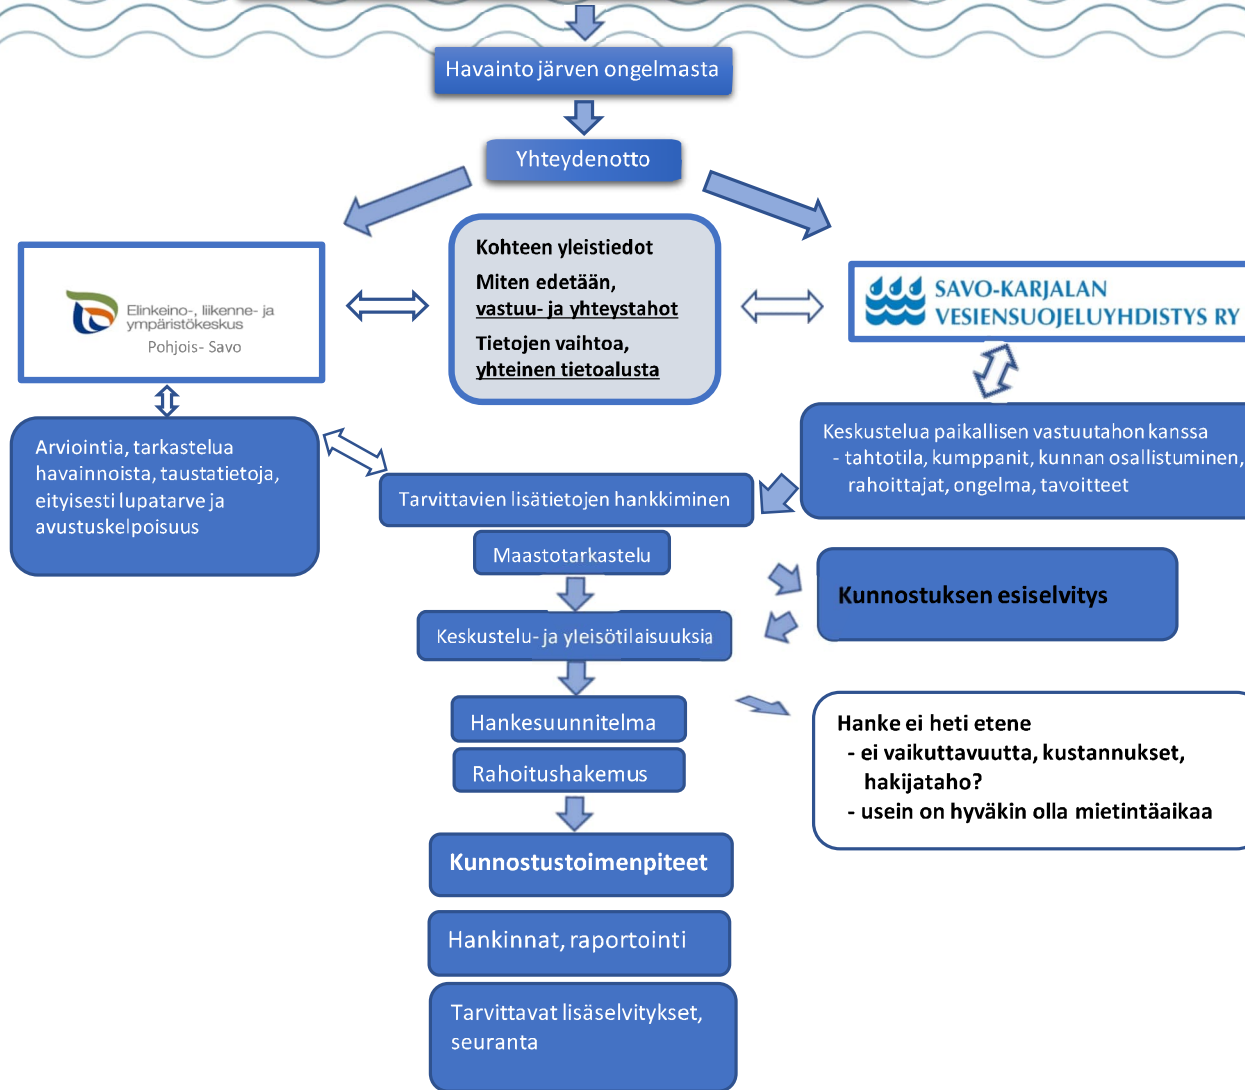 Havainto järven ongelmasta
Yhteydenotto
Kohteen yleistiedot
Miten edetään,
vastuu- ja yhteystahot
Tietojen vaihtoa,
yhteinen tietoalusta
Elinkeino-, liikenne- ja
ympäristökeskus
Pohjois- Savo
SAVO-KARJALAN
VESIENSUOJELUYHDISTYS RY
Arviointia, tarkastelua
havainnoista, taustatietoja,
eityisesti lupatarve ja
avustuskelpoisuus
Keskustelua paikallisen vastuutahon kanssa
- tahtotila, kumppanit, kunnan osallistuminen,
rahoittajat, ongelma, tavoitteet
Tarvittavien lisätietojen hankkiminen
Maastotarkastelu
Kunnostuksen esiselvitys
Keskustelu- ja yleisötilaisuuksia
Hankesuunnitelma
Rahoitushakemus
Hanke ei heti etene
- ei vaikuttavuutta, kustannukset,
hakijataho?
- usein on hyväkin olla mietintäaikaa
Kunnostustoimenpiteet
Hankinnat, raportointi
Tarvittavat lisäselvitykset,
seuranta